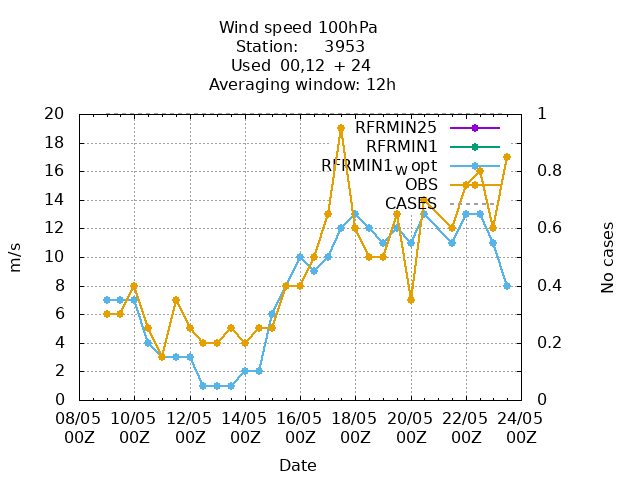 Wind speed 100hPa
Station: 3953
Used 00,12 + 24
Averaging window: 12h
20 1
RFRMIN25
18
RFRMIN1
16 0.8
RFRMIN1w opt
OBS
14
CASES
12 0.6
10
8 0.4
6
4 0.2
2
0 0
m/s
No cases
08/05 10/05 12/05 14/05 16/05 18/05 20/05 22/05 24/05
00Z 00Z 00Z 00Z 00Z 00Z 00Z 00Z 00Z
Date